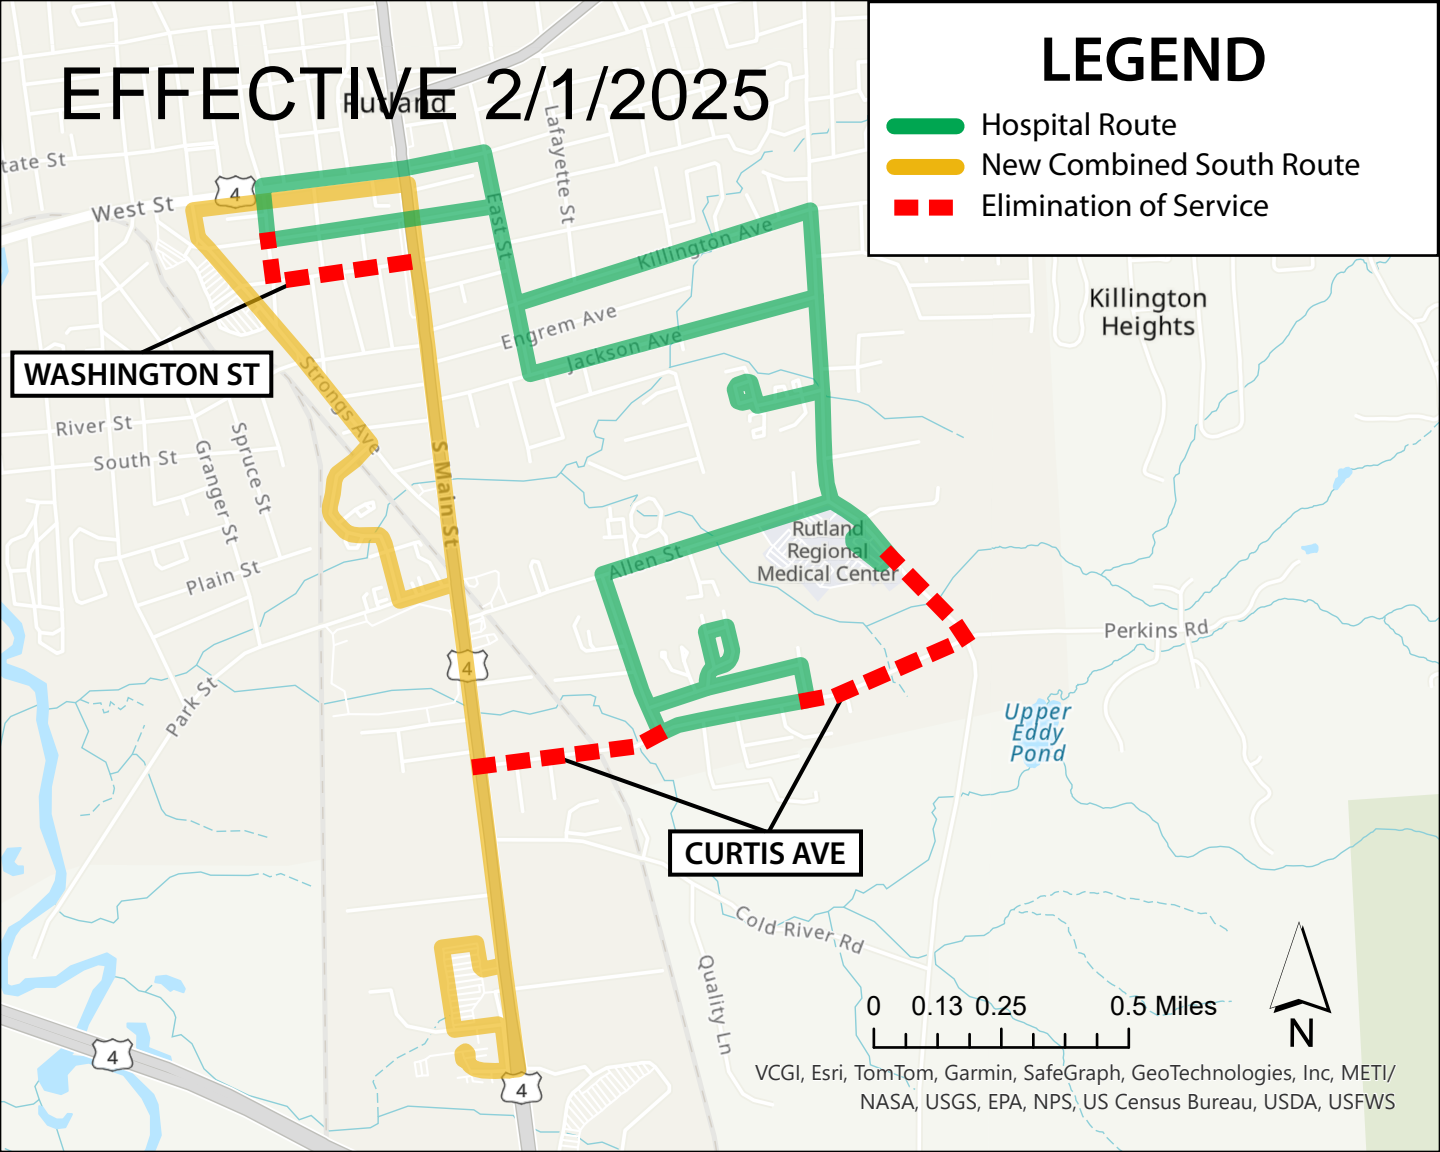 EFFECTIVE 2/1/2025
Rutland
LEGEND
Hospital Route
New Combined South Route
Elimination of Service
tate St
West St
4
Lafayette St
East St
Killington Ave
Engrem Ave
Jackson Ave
Killington
Heights
WASHINGTON ST
Strongs Ave
River St
South St
Granger St
Spruce St
S Main St
Plain St
Allen St
Rutland
Regional
Medical Center
Perkins Rd
4
Park St
Upper
Eddy
Pond
CURTIS AVE
Cold River Rd
Quality Ln
4
4
0 0.13 0.25 0.5 Miles
N
VCGI, Esri, TomTom, Garmin, SafeGraph, GeoTechnologies, Inc, METI/
NASA, USGS, EPA, NPS, US Census Bureau, USDA, USFWS